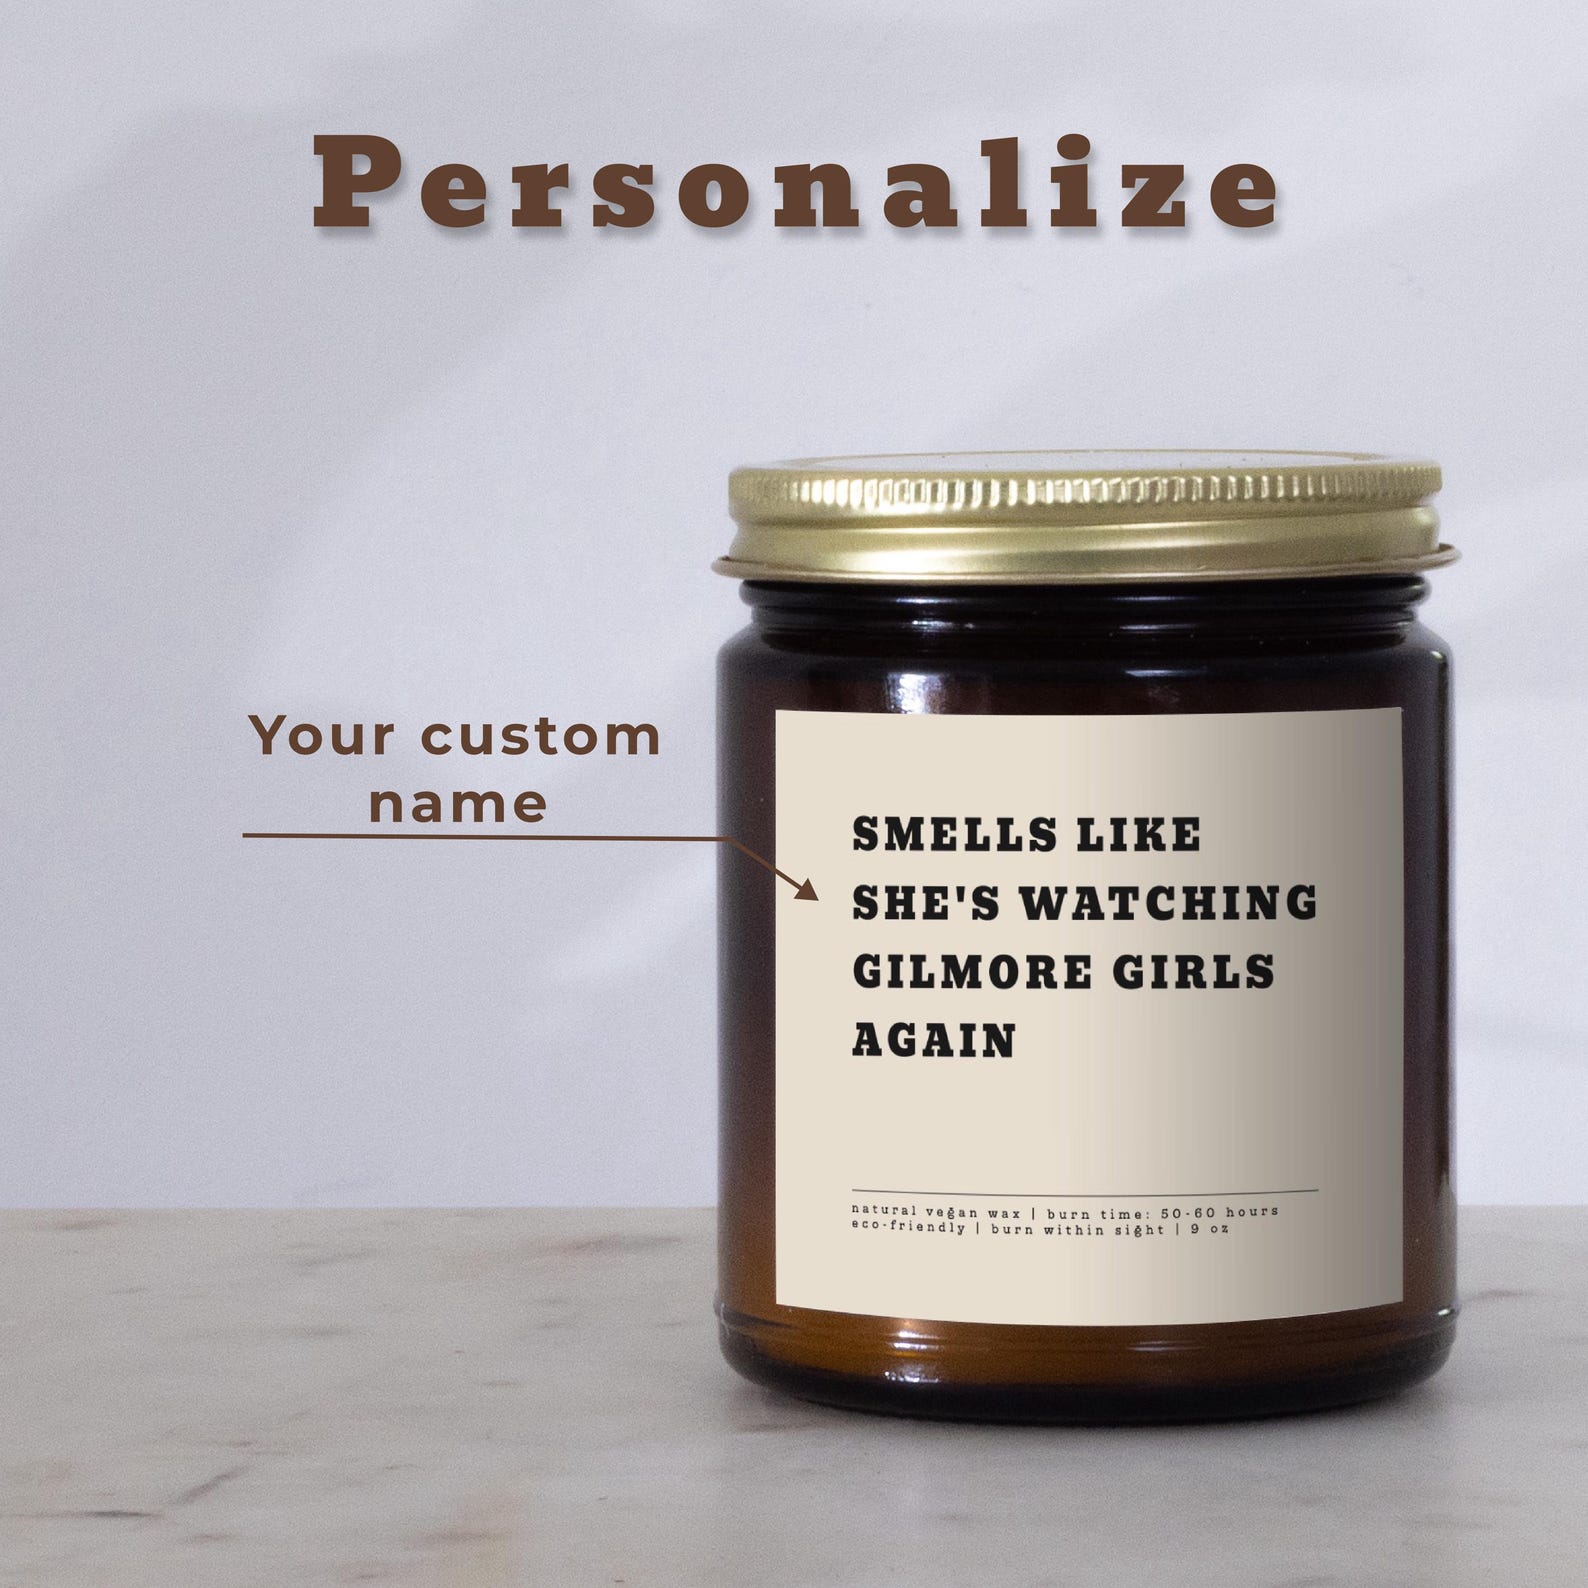 Personalize
Your custom
name
SMELLS LIKE
SHE'S WATCHING
GILMORE GIRLS
AGAIN
natural vegan wax | burn time: 50-60 hours
eco-friendly | burn within sight | 9 oz